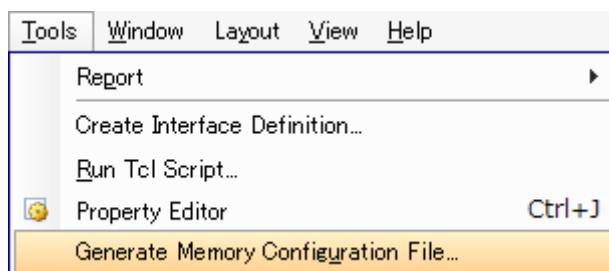 Tools Window Layout View Help
Report
Create Interface Definition...
Run Tcl Script...
Property Editor Ctrl+J
Generate Memory Configuration File...